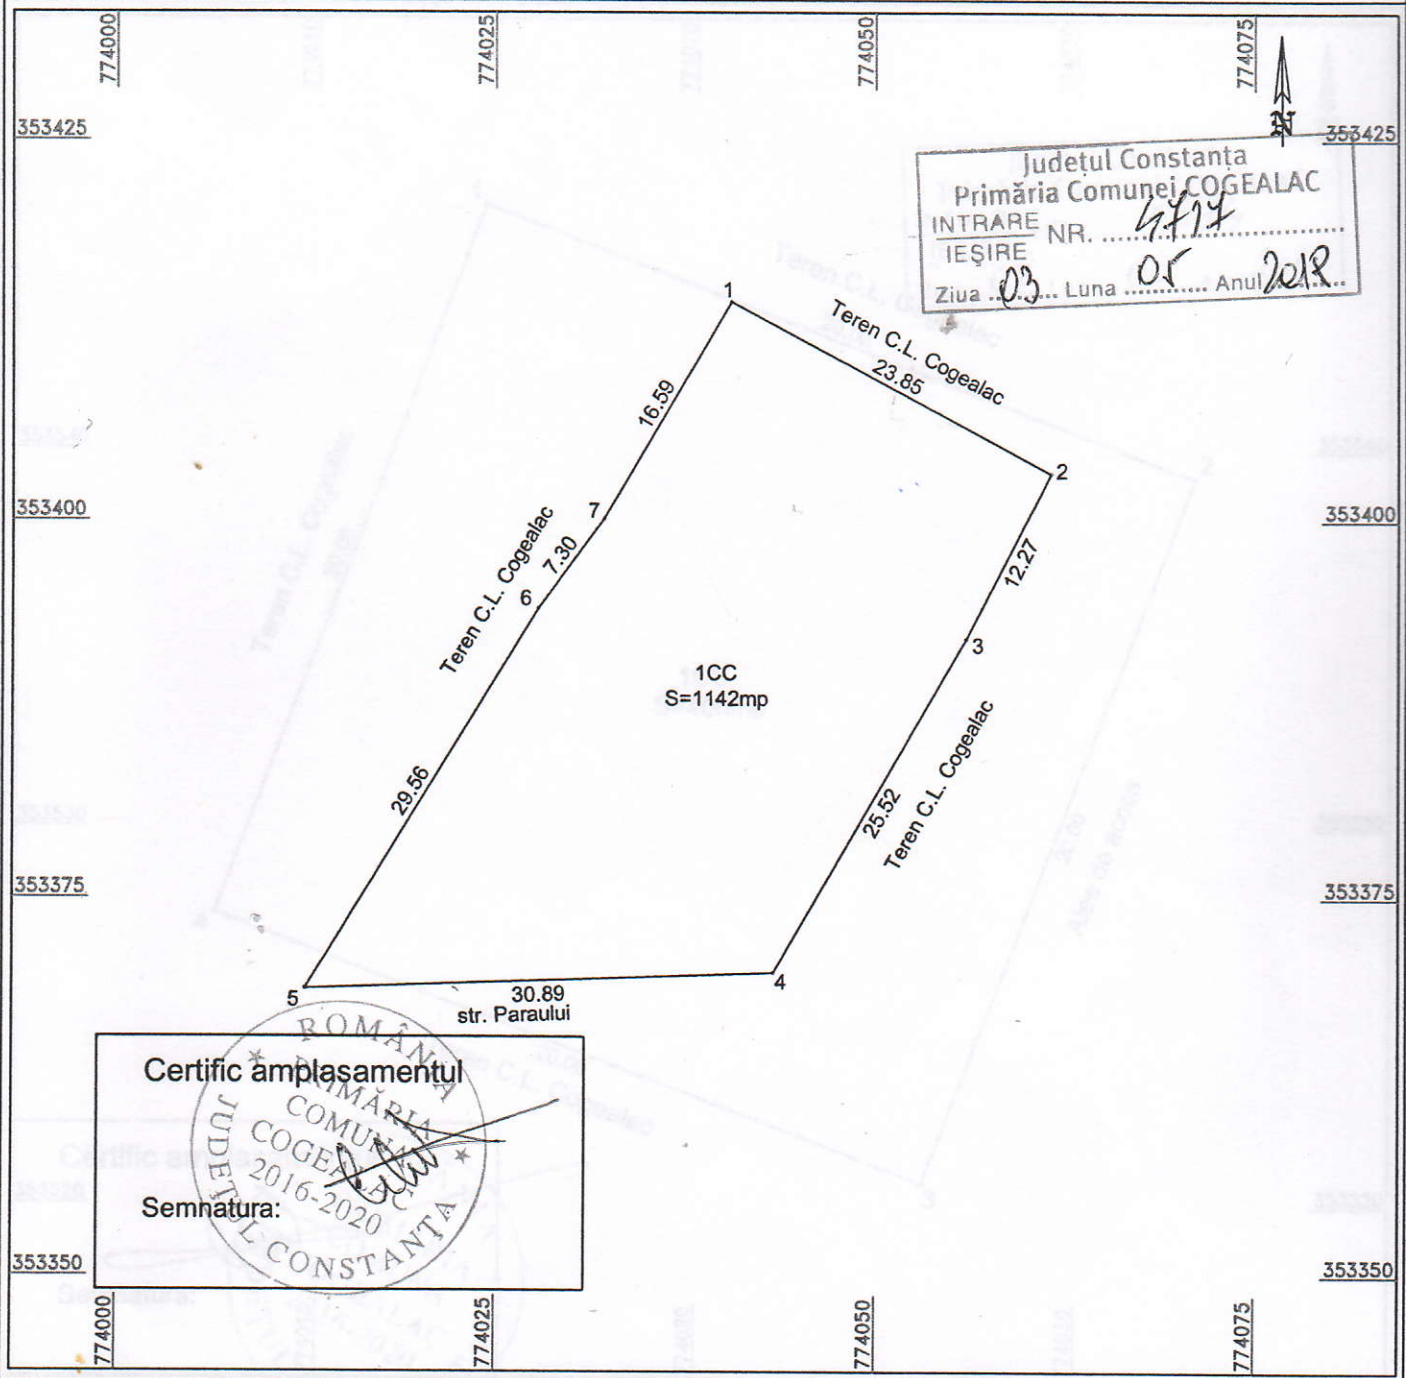 774000
774025
774050
774075
N
353425
353425
Județul Constanța
Primăria Comunei COGEALAC
INTRARE
IEȘIRE
NR. 4717
Ziua 03 Luna 05 Anul 2018
1
Teren C.L. Cogealac
23.85
16.59
2
353400
353400
7
12.27
Teren C.L. Cogealac
7.30
6
3
1CC
S=1142mp
29.56
25.52
Teren C.L. Cogealac
353375
353375
4
5
30.89
str. Paraului
Certific amplasamentul
Semnatura:
ROMÂNIA
PRIMĂRIA
COMUNA
COGEALAC
2016-2020
JUDEȚUL CONSTANȚA
353350
353350
774000
774025
774050
774075